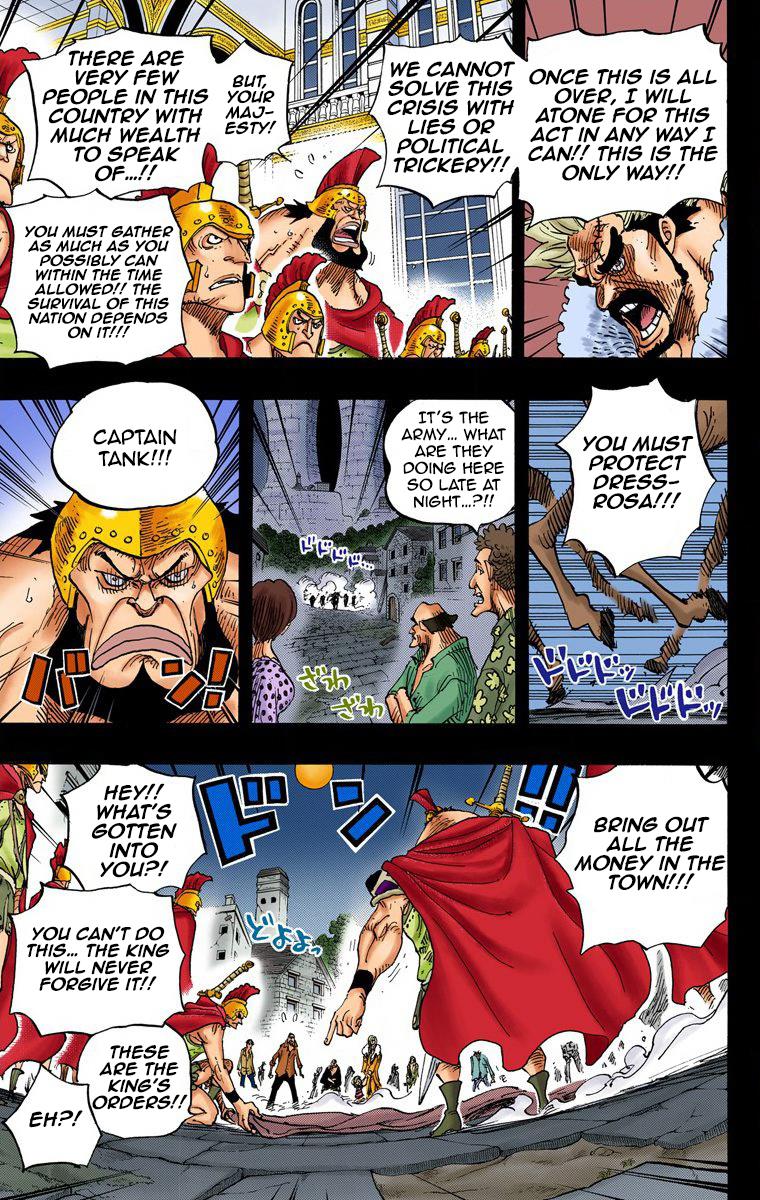 ONCE THIS IS ALL
OVER, I WILL
ATONE FOR THIS
ACT IN ANY WAY I
CAN!! THIS IS THE
ONLY WAY!!
WE CANNOT
SOLVE THIS
CRISIS WITH
LIES OR
POLITICAL
TRICKERY!!
BUT,
YOUR
MAJ-
ESTY!
THERE ARE
VERY FEW
PEOPLE IN THIS
COUNTRY WITH
MUCH WEALTH
TO SPEAK
OF...!!
YOU MUST GATHER
AS MUCH AS YOU
POSSIBLY CAN
WITHIN THE TIME
ALLOWED!! THE
SURVIVAL OF THIS
NATION DEPENDS
ON IT!!!
YOU MUST
PROTECT
DRESS-
ROSA!!!
ドドドドッ
ドドドドッ
IT'S THE
ARMY... WHAT
ARE THEY
DOING HERE
SO LATE AT
NIGHT...?!!
ドドドドド...
ざわ
ざわ
CAPTAIN
TANK!!!
バーン!
BRING OUT
ALL THE
MONEY IN THE
TOWN!!!
ドン!!
HEY!!
WHAT'S
GOTTEN
INTO
YOU?!
どよよっ
YOU CAN'T DO
THIS... THE KING
WILL NEVER
FORGIVE IT!!
THESE
ARE THE
KING'S
ORDERS!!
EH?!